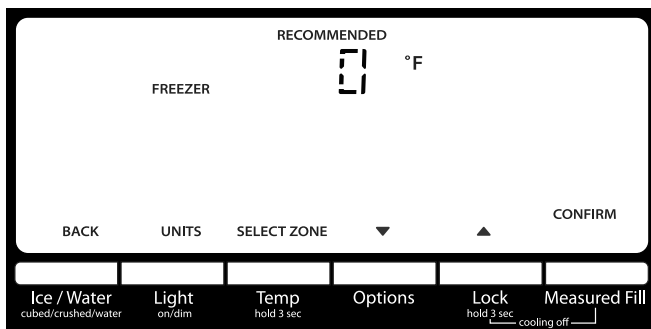 RECOMMENDED
FREEZER 0 °F
BACK UNITS SELECT ZONE ▼ ▲ CONFIRM
Ice / Water Light Temp Options Lock Measured Fill
cubed/crushed/water on/dim hold 3 sec hold 3 sec
cooling off